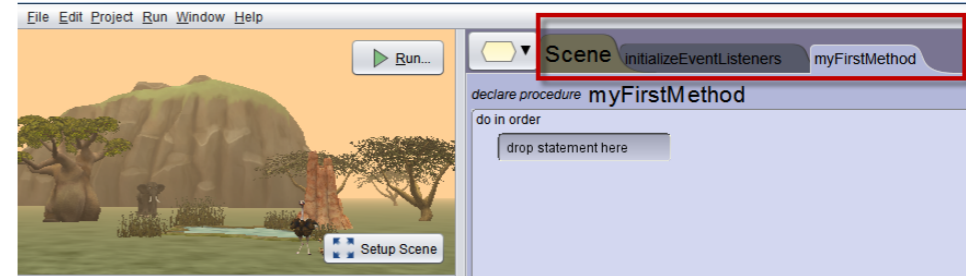 File Edit Project Run Window Help
Run...
Scene initializeEventListeners myFirstMethod
declare procedure myFirstMethod
do in order
drop statement here
Setup Scene